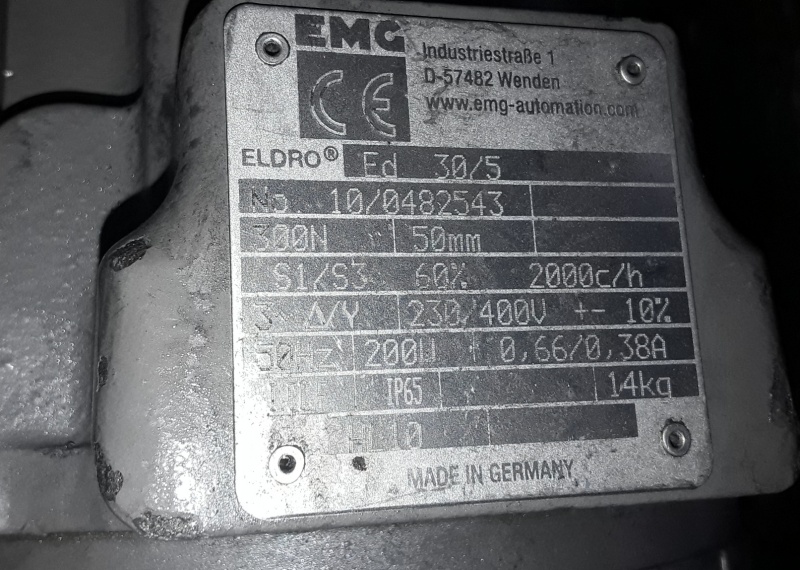 EMG
Industriestraße 1
D-57482 Wenden
www.emg-automation.com
CE
ELDRO® Ed 30/5
No 10/0482543
300N 50mm
S1/S3 60% 2000c/h
3 Δ/Y 230/400V +- 10%
50Hz 200W 0,66/0,38A
IP65 14kg
MADE IN GERMANY